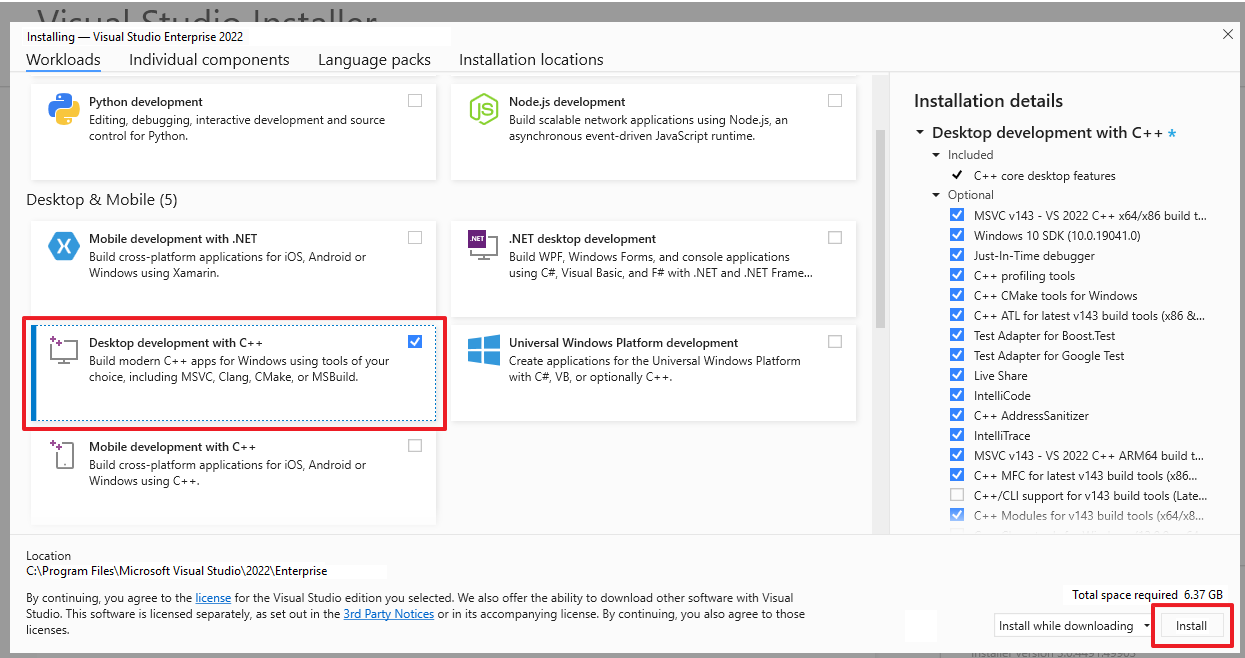 Visual Studio Installer
Installing — Visual Studio Enterprise 2022
Workloads
Individual components
Language packs
Installation locations
Python development
Editing, debugging, interactive development and source
control for Python.
JS
Node.js development
Build scalable network applications using Node.js, an
asynchronous event-driven JavaScript runtime.
Desktop & Mobile (5)
Mobile development with .NET
Build cross-platform applications for iOS, Android or
Windows using Xamarin.
.NET
.NET desktop development
Build WPF, Windows Forms, and console applications
using C#, Visual Basic, and F# with .NET and .NET Frame...
Desktop development with C++
Build modern C++ apps for Windows using tools of your
choice, including MSVC, Clang, CMake, or MSBuild.
Universal Windows Platform development
Create applications for the Universal Windows Platform
with C#, VB, or optionally C++.
Mobile development with C++
Build cross-platform applications for iOS, Android or
Windows using C++.
Installation details
Desktop development with C++ *
Included
C++ core desktop features
Optional
MSVC v143 - VS 2022 C++ x64/x86 build t...
Windows 10 SDK (10.0.19041.0)
Just-In-Time debugger
C++ profiling tools
C++ CMake tools for Windows
C++ ATL for latest v143 build tools (x86 &...
Test Adapter for Boost.Test
Test Adapter for Google Test
Live Share
IntelliCode
C++ AddressSanitizer
IntelliTrace
MSVC v143 - VS 2022 C++ ARM64 build t...
C++ MFC for latest v143 build tools (x86...
C++/CLI support for v143 build tools (Late...
C++ Modules for v143 build tools (x64/x8...
Location
C:\Program Files\Microsoft Visual Studio\2022\Enterprise
By continuing, you agree to the license for the Visual Studio edition you selected. We also offer the ability to download other software with Visual
Studio. This software is licensed separately, as set out in the 3rd Party Notices or in its accompanying license. By continuing, you also agree to those
licenses.
Total space required 6.37 GB
Install while downloading
Install